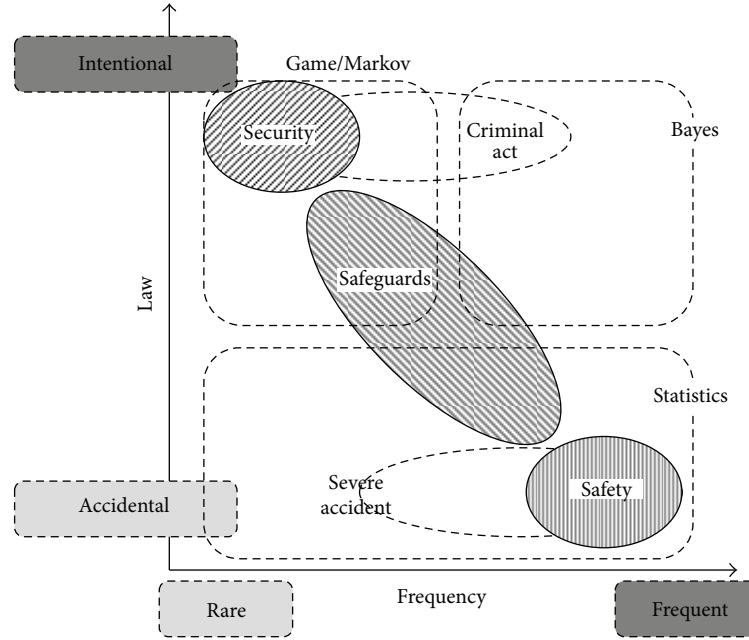 Intentional
Game/Markov
Security
Criminal
act
Bayes
Safeguards
Law
Statistics
Accidental
Severe
accident
Safety
Rare
Frequency
Frequent